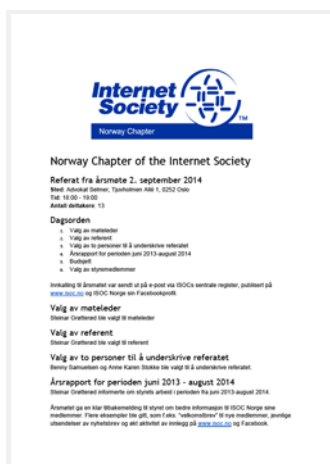 Internet
Society
TM
Norway Chapter
Norway Chapter of the Internet Society
Referat fra årsmøte 2. september 2014
Sted: Advokat Selmer, Tjuvholmen Allé 1, 0252 Oslo
Tid: 18:00 - 19:00
Antall deltakere: 13
Dagsorden
1. Valg av møteleder
2. Valg av referent
3. Valg av to personer til å underskrive referatet
4. Årsrapport for perioden juni 2013-august 2014
5. Budsjett
6. Valg av styremedlemmer
Innkalling til årsmøtet var sendt ut på e-post via ISOCs sentrale register, publisert på
www.isoc.no og ISOC Norge sin Facebookprofil.
Valg av møteleder
Steinar Grøtterød ble valgt til møteleder
Valg av referent
Steinar Grøtterød ble valgt til referent
Valg av to personer til å underskrive referatet
Benny Samuelsen og Anne Karen Stokke ble valgt til å underskrive referatet.
Årsrapport for perioden juni 2013 - august 2014
Steinar Grøtterød informerte om styrets arbeid i perioden fra juni 2013-august 2014.
Årsmøtet ga en klar tilbakemelding til styret om bedre informasjon til ISOC Norge sine
medlemmer. Flere eksempler ble gitt, som f.eks. "velkomstbrev" til nye medlemmer, jevnlige
utsendelser av nyhetsbrev og økt aktivitet av innlegg på www.isoc.no og Facebook.